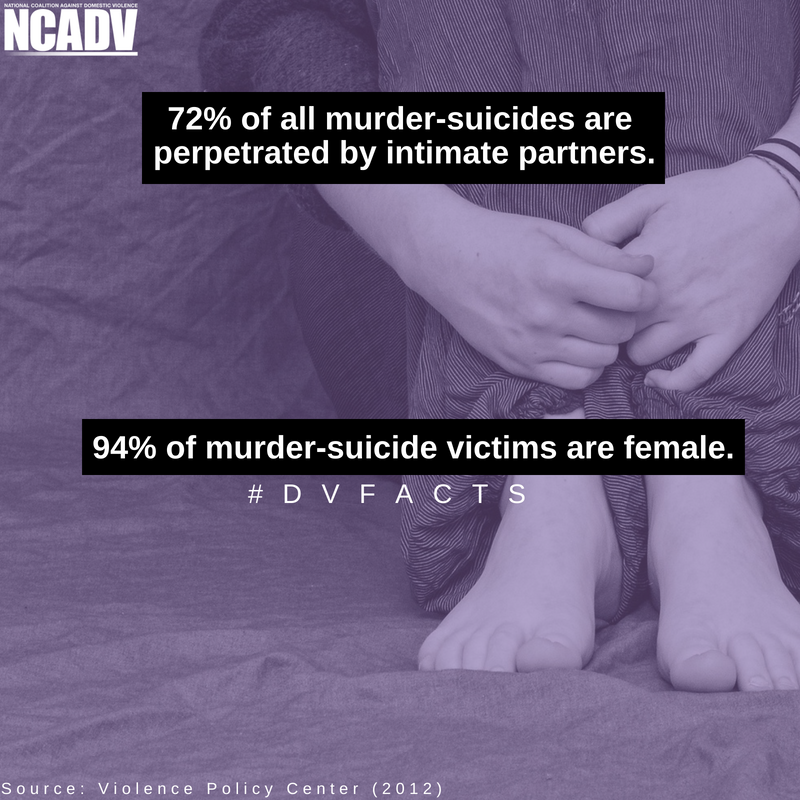 NATIONAL COALITION AGAINST DOMESTIC VIOLENCE
NCADV
72% of all murder-suicides are
perpetrated by intimate partners.
94% of murder-suicide victims are female.
#DVFACTS
Source: Violence Policy Center (2012)